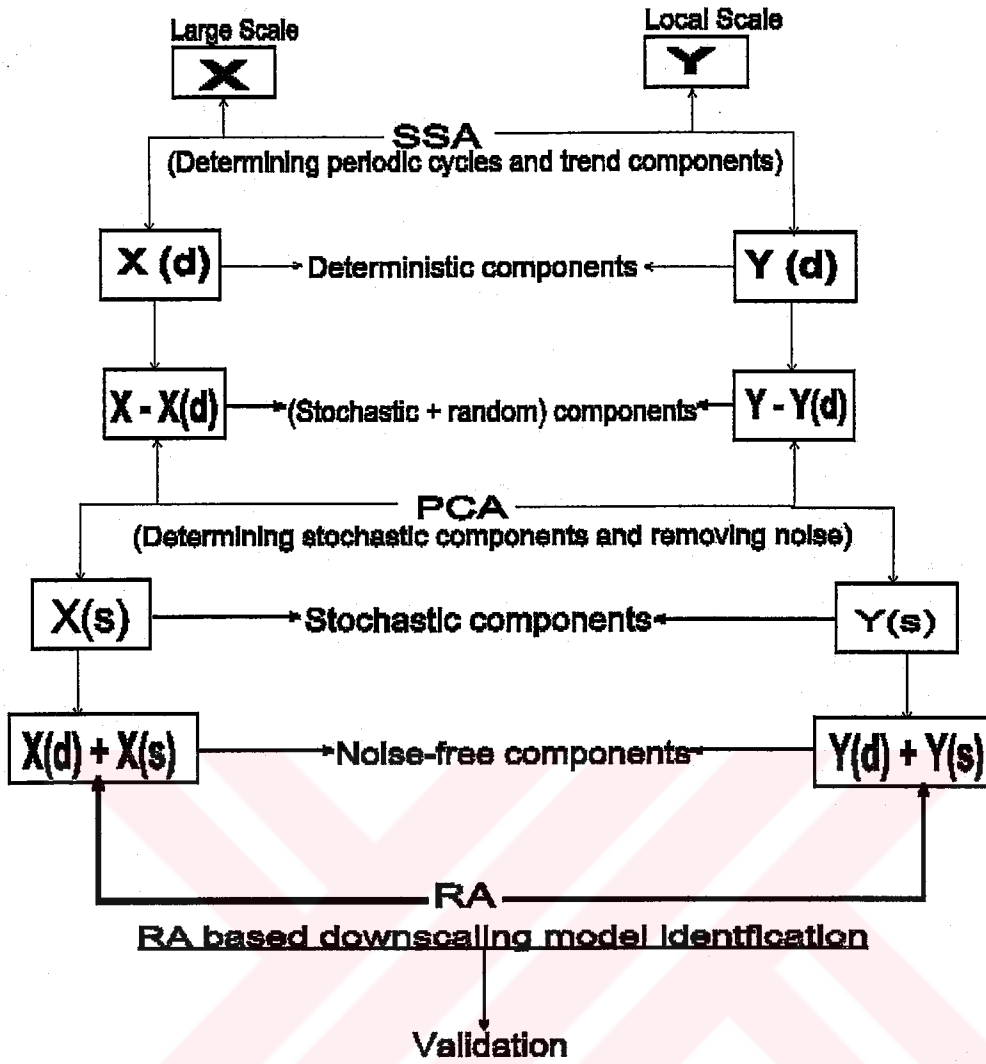 Large Scale
Local Scale
X
Y
SSA
(Determining periodic cycles and trend components)
X (d)
Deterministic components
Y (d)
X - X(d)
(Stochastic + random) components
Y - Y(d)
PCA
(Determining stochastic components and removing noise)
X(s)
Stochastic components
Y(s)
X(d) + X(s)
Noise-free components
Y(d) + Y(s)
RA
RA based downscaling model identfication
Validation